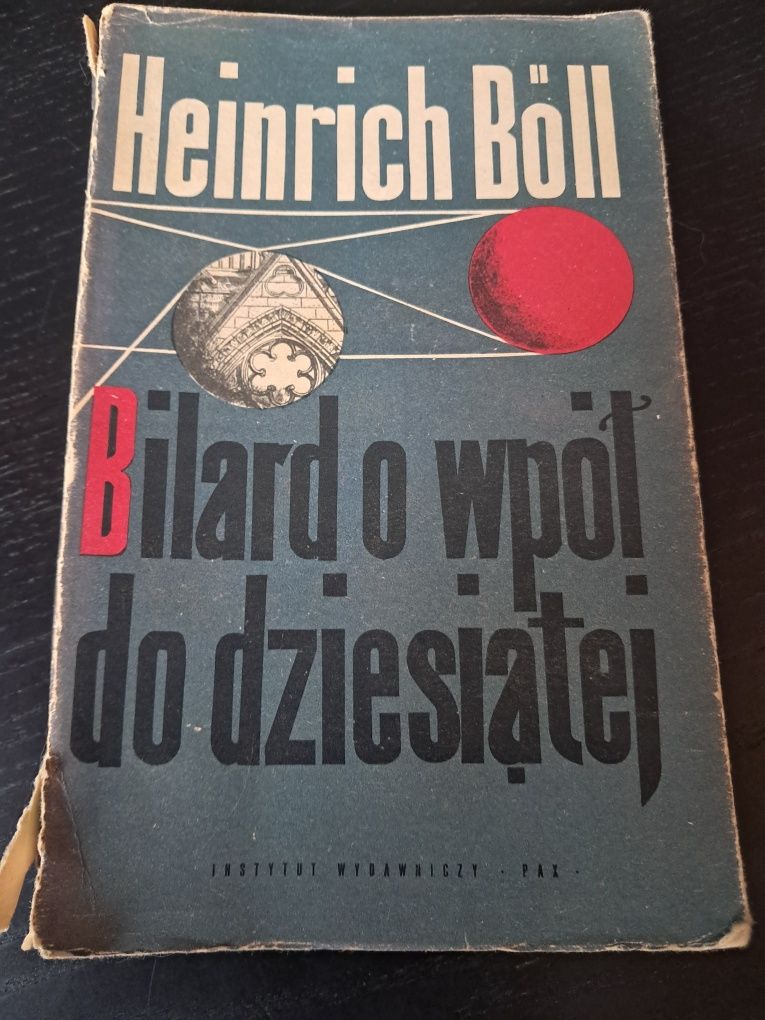 Heinrich Böll
Bilard o wpół
do dziesiątej
INSTYTUT WYDAWNICZY · PAX ·